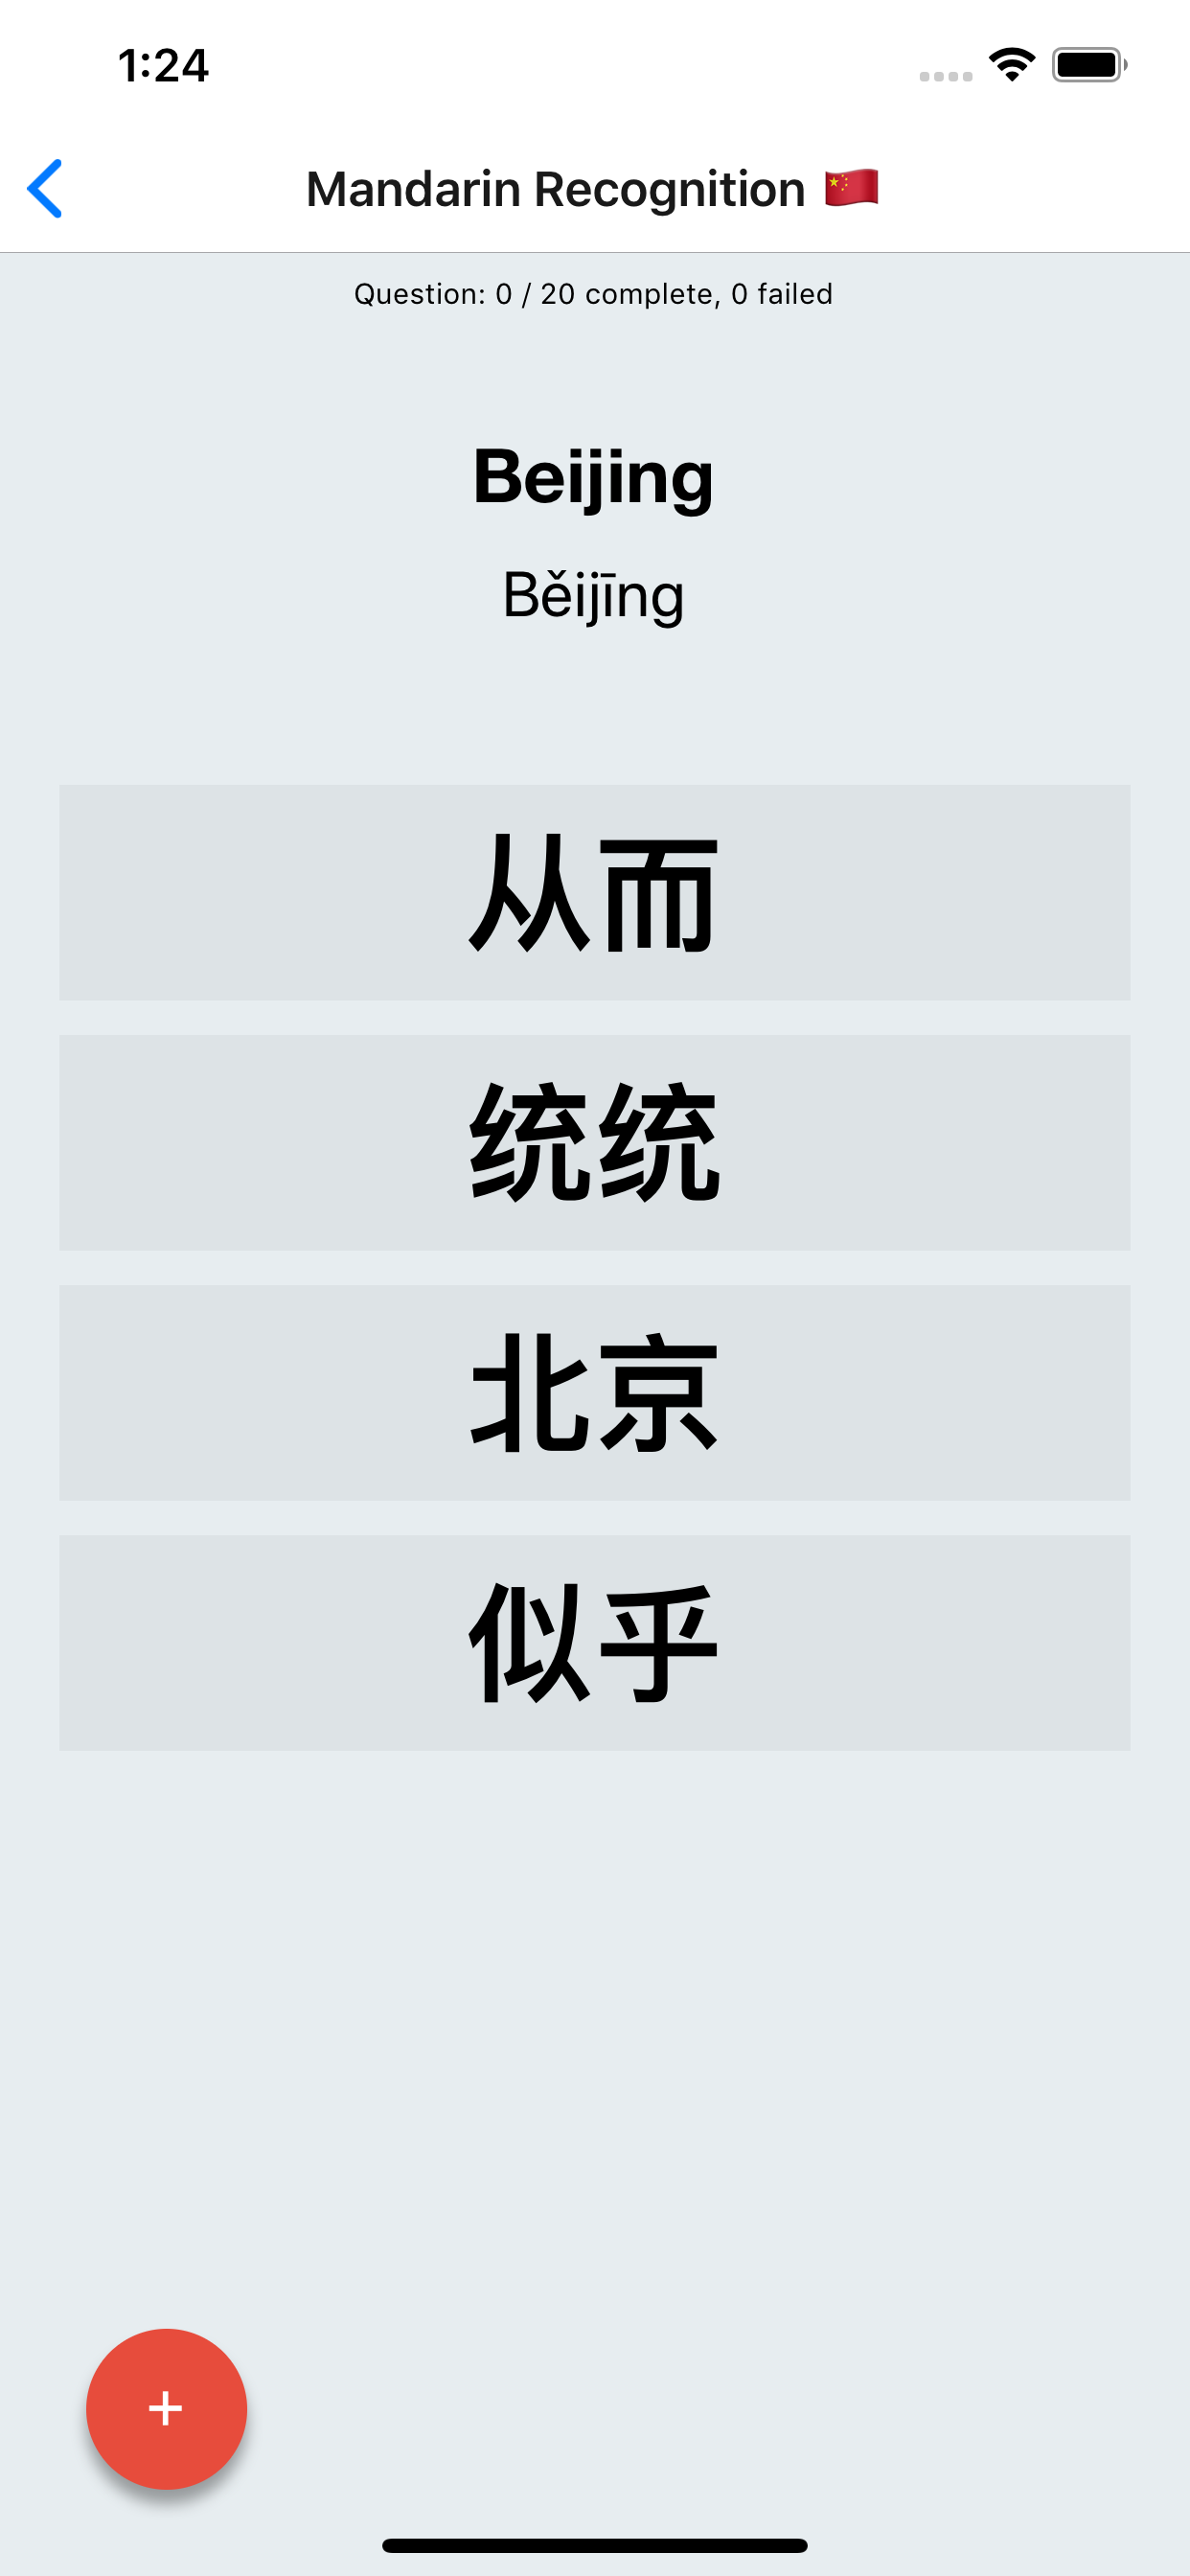 1:24
Mandarin Recognition 🇨🇳
Question: 0 / 20 complete, 0 failed
Beijing
Běijīng
从而
统统
北京
似乎
+